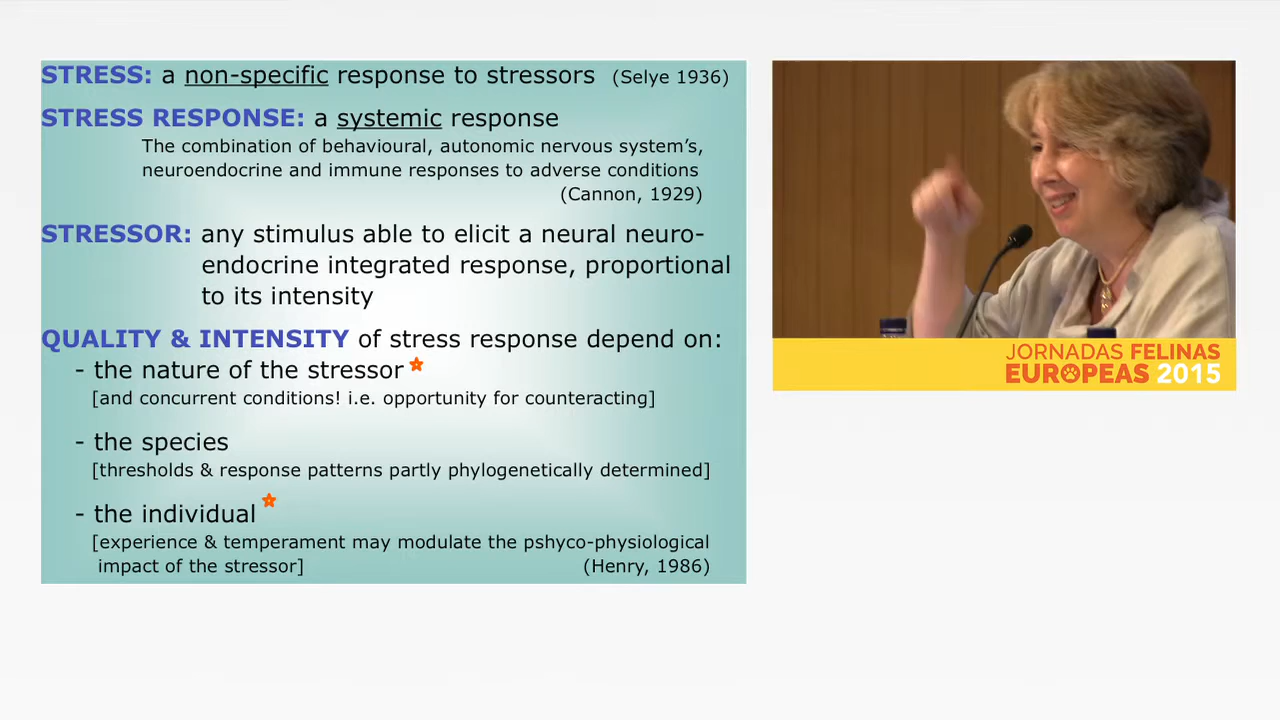 STRESS: a non-specific response to stressors (Selye 1936)
STRESS RESPONSE: a systemic response
The combination of behavioural, autonomic nervous system's,
neuroendocrine and immune responses to adverse conditions
(Cannon, 1929)
STRESSOR: any stimulus able to elicit a neural neuro-
endocrine integrated response, proportional
to its intensity
QUALITY & INTENSITY of stress response depend on:
- the nature of the stressor
[and concurrent conditions! i.e. opportunity for counteracting]
- the species
[thresholds & response patterns partly phylogenetically determined]
- the individual
[experience & temperament may modulate the pshyco-physiological
impact of the stressor] (Henry, 1986)
JORNADAS FELINAS
EUROPEAS 2015